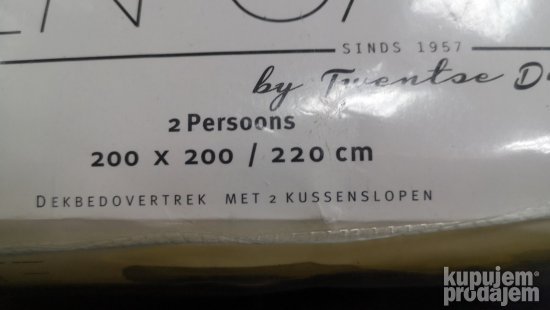 SINDS 1957
by Twentse
2 Persoons
200 x 200 / 220 cm
DEKBEDOVERTREK MET 2 KUSSENSLOPEN
kupujem
prodajem